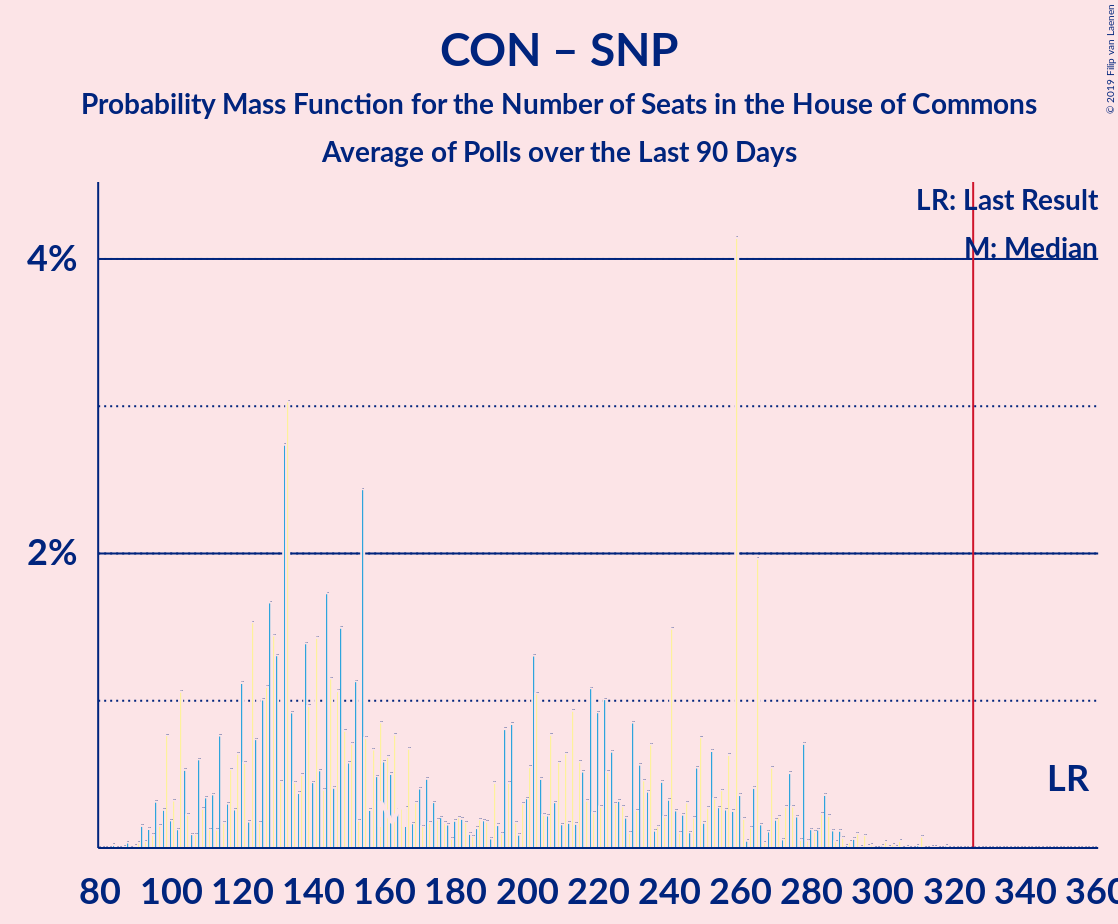 CON – SNP
Probability Mass Function for the Number of Seats in the House of Commons
Average of Polls over the Last 90 Days
© 2019 Filip van Laenen
LR: Last Result
M: Median
4%
2%
LR
80 100 120 140 160 180 200 220 240 260 280 300 320 340 360